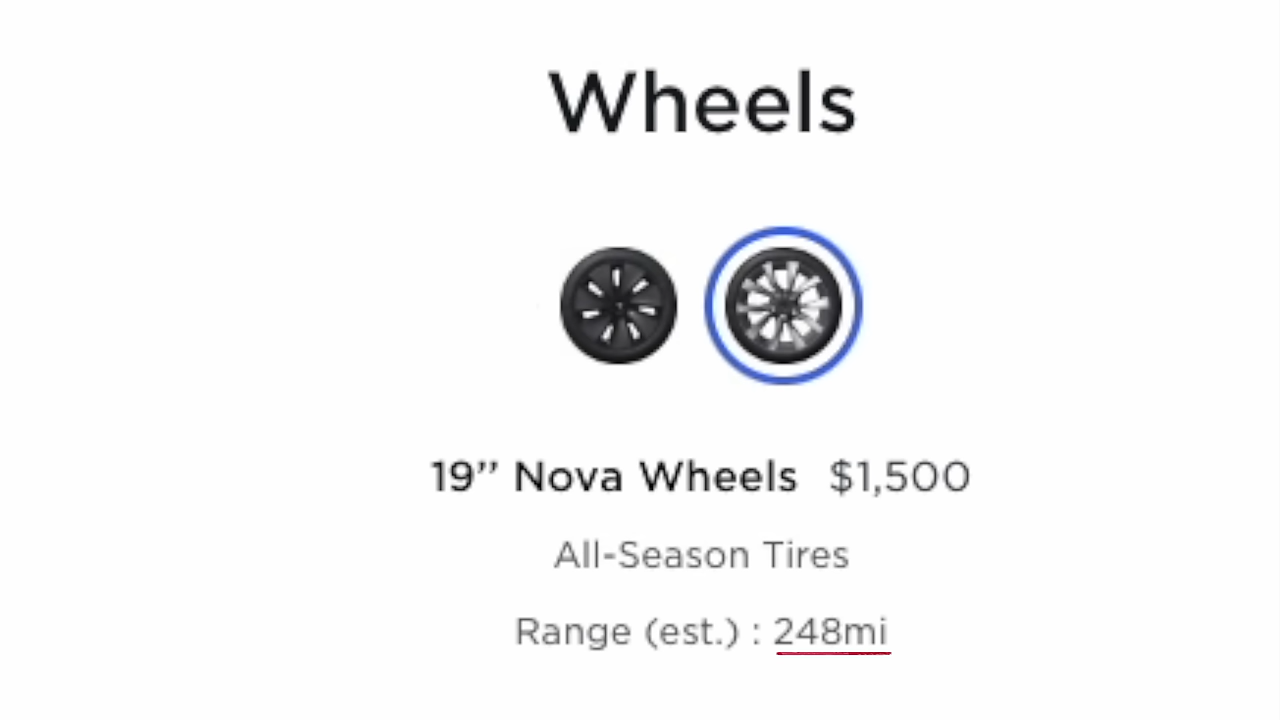 Wheels
19” Nova Wheels $1,500
All-Season Tires
Range (est.) : 248mi